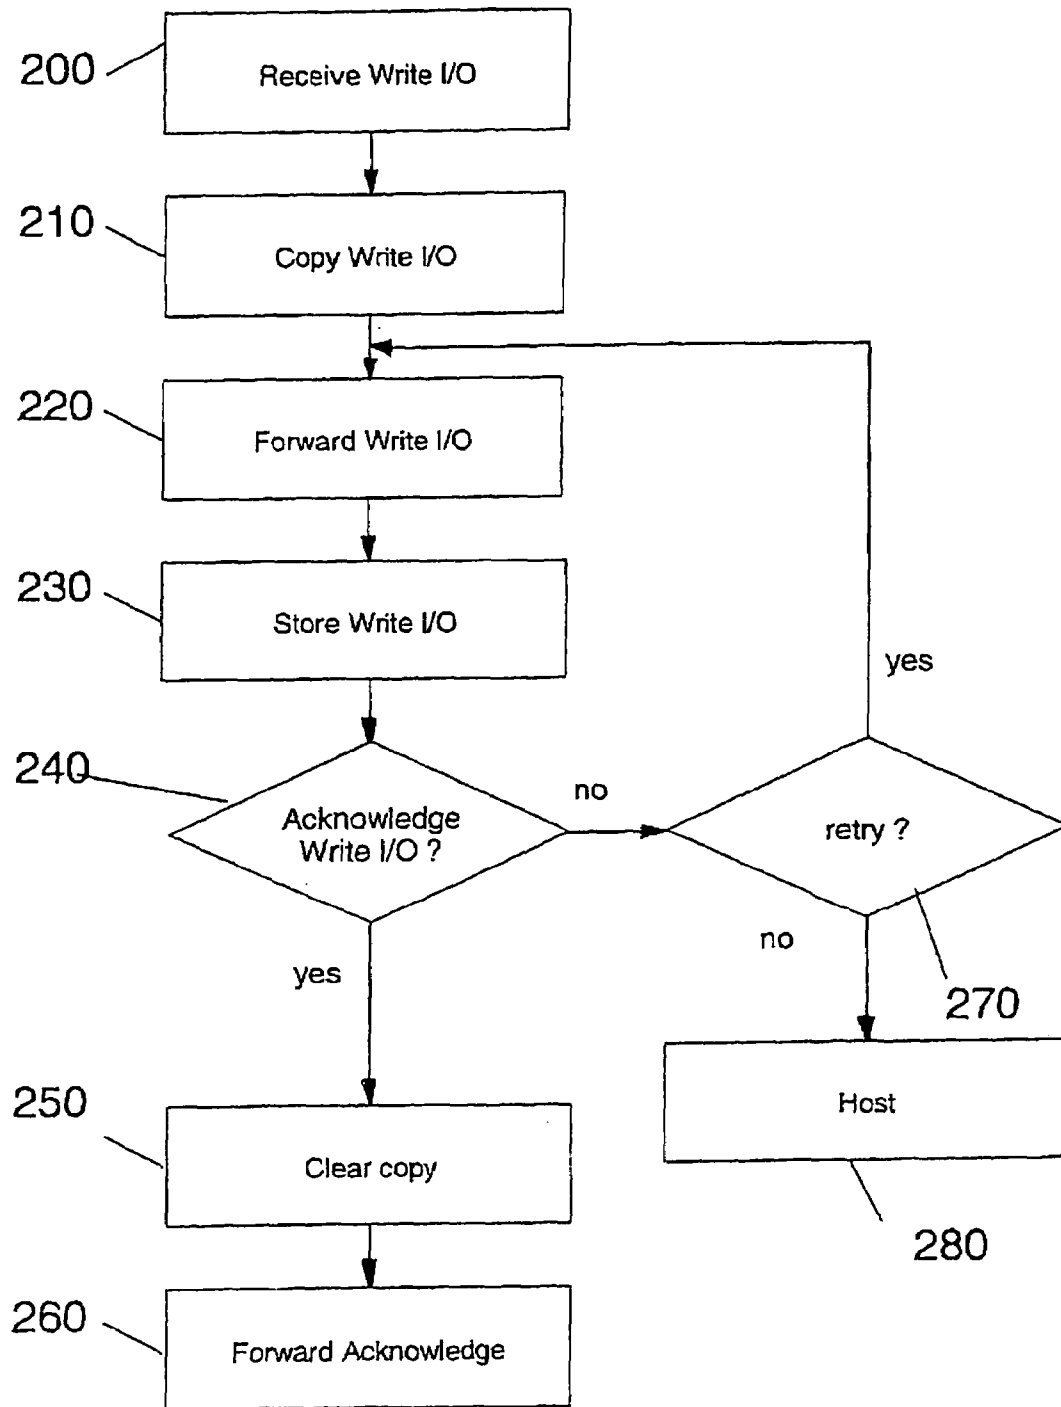 200
Receive Write I/O
210
Copy Write I/O
220
Forward Write I/O
230
Store Write I/O
yes
240
no
Acknowledge
Write I/O ?
retry ?
no
yes
270
250
Host
Clear copy
280
260
Forward Acknowledge